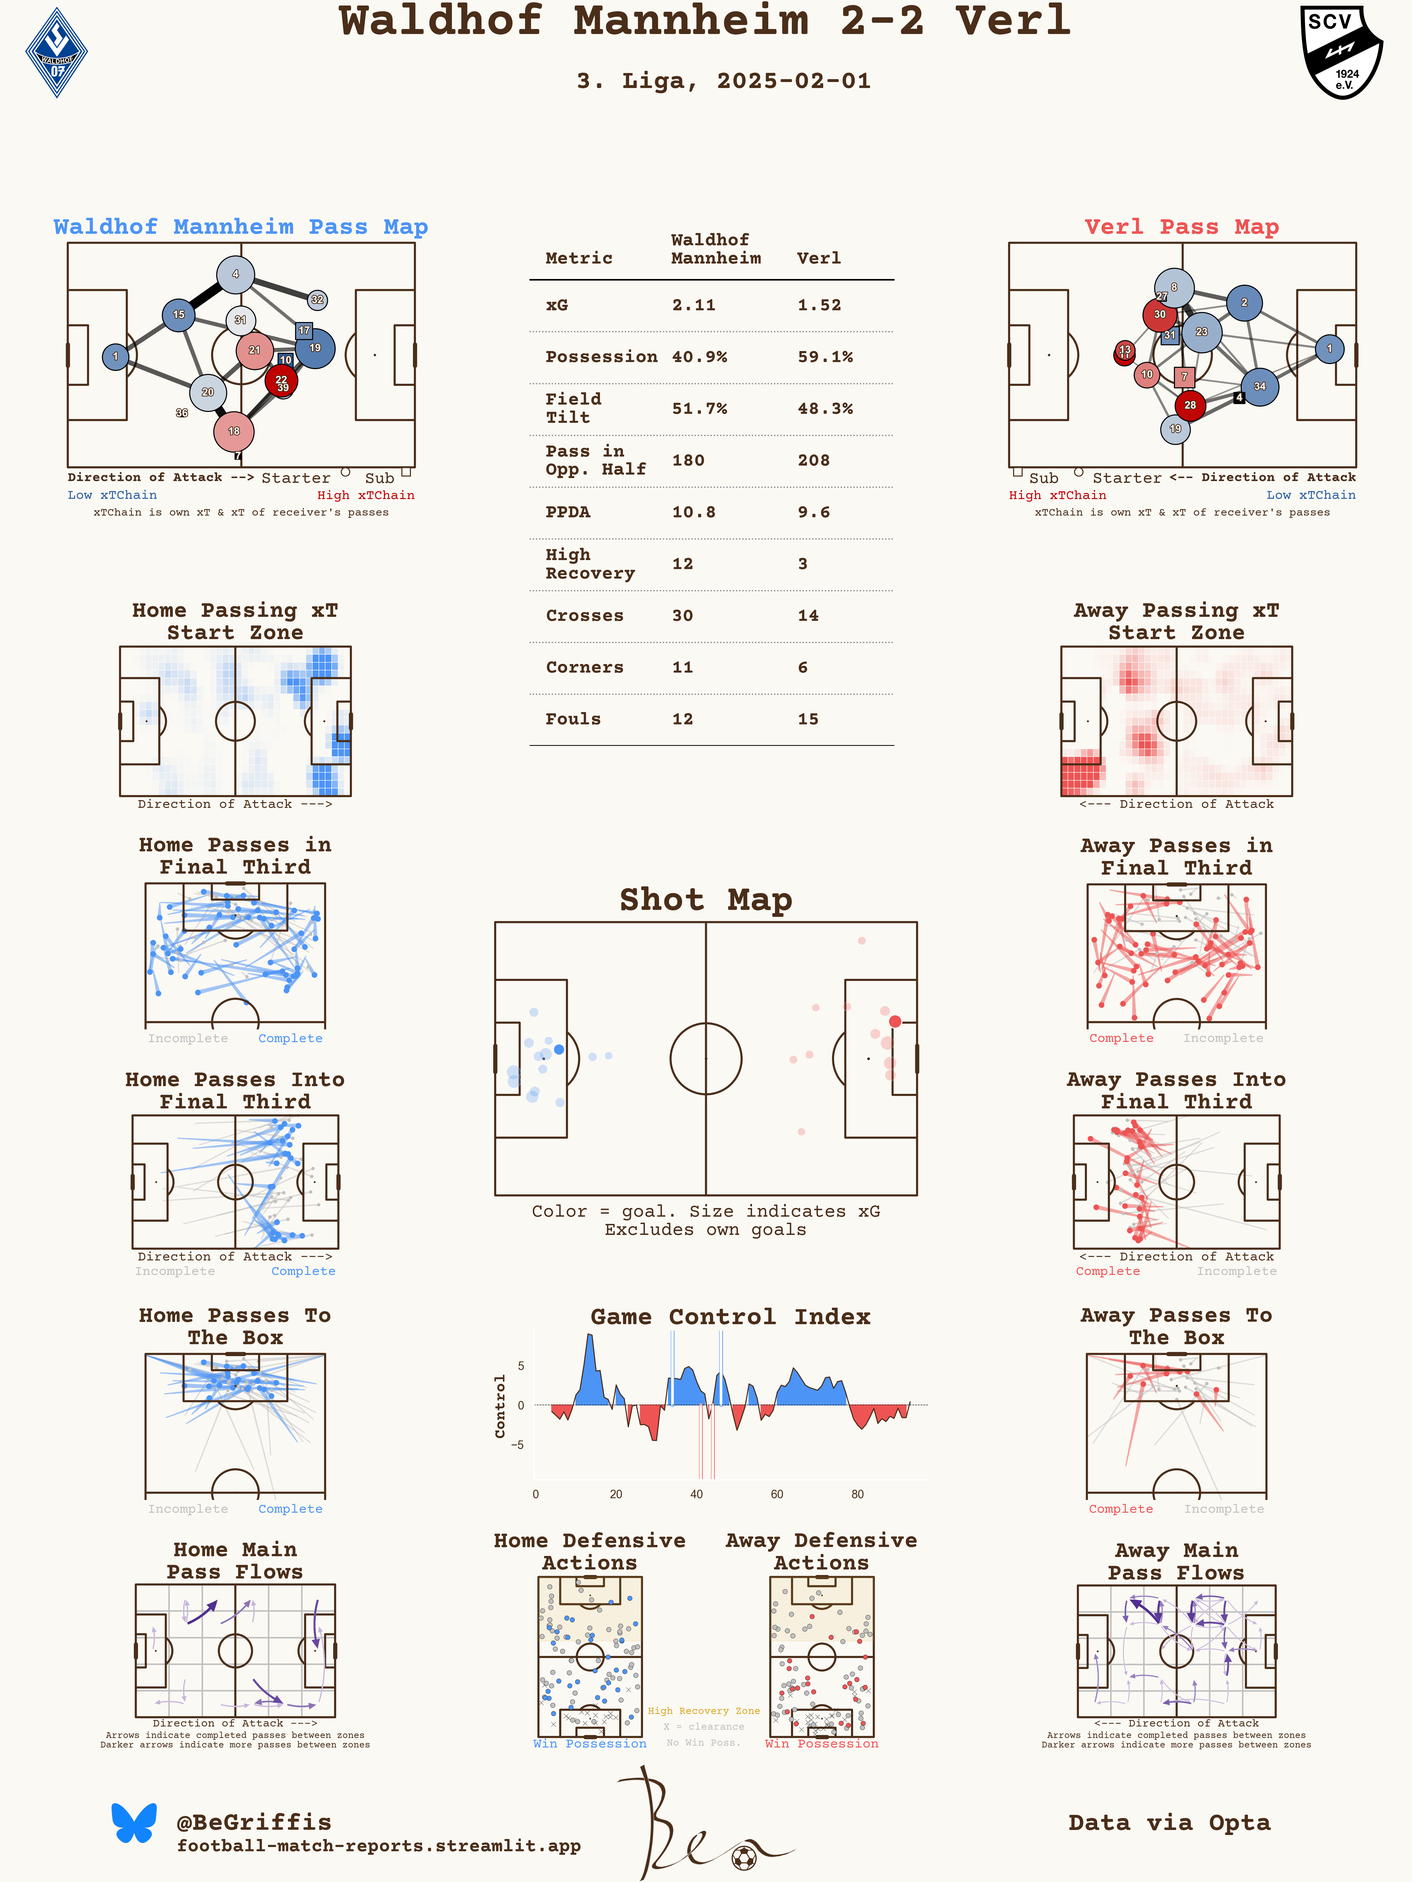 Waldhof Mannheim 2-2 Verl
3. Liga, 2025-02-01
WALDHOF
07
SCV
1924
e.V.
Waldhof Mannheim Pass Map
4
32
15
31
17
21
19
1
10
22
39
20
36
18
7
Direction of Attack --> Starter Sub
Low xTChain High xTChain
xTChain is own xT & xT of receiver's passes
Metric Waldhof Mannheim Verl
xG 2.11 1.52
Possession 40.9% 59.1%
Field Tilt 51.7% 48.3%
Pass in Opp. Half 180 208
PPDA 10.8 9.6
High Recovery 12 3
Crosses 30 14
Corners 11 6
Fouls 12 15
Verl Pass Map
8
27
2
30
31
23
13
11
1
10
7
34
28
4
19
Sub Starter <-- Direction of Attack
High xTChain Low xTChain
xTChain is own xT & xT of receiver's passes
Home Passing xT
Start Zone
Direction of Attack --->
Away Passing xT
Start Zone
<--- Direction of Attack
Home Passes in
Final Third
Incomplete Complete
Away Passes in
Final Third
Complete Incomplete
Shot Map
Color = goal. Size indicates xG
Excludes own goals
Home Passes Into
Final Third
Direction of Attack --->
Incomplete Complete
Away Passes Into
Final Third
<--- Direction of Attack
Complete Incomplete
Home Passes To
The Box
Incomplete Complete
Game Control Index
Control
5
0
−5
0 20 40 60 80
Away Passes To
The Box
Complete Incomplete
Home Main
Pass Flows
Direction of Attack --->
Arrows indicate completed passes between zones
Darker arrows indicate more passes between zones
Home Defensive
Actions
Win Possession
High Recovery Zone
X = clearance
No Win Poss.
Away Defensive
Actions
Win Possession
Away Main
Pass Flows
<--- Direction of Attack
Arrows indicate completed passes between zones
Darker arrows indicate more passes between zones
@BeGriffis
football-match-reports.streamlit.app
Ben
Data via Opta